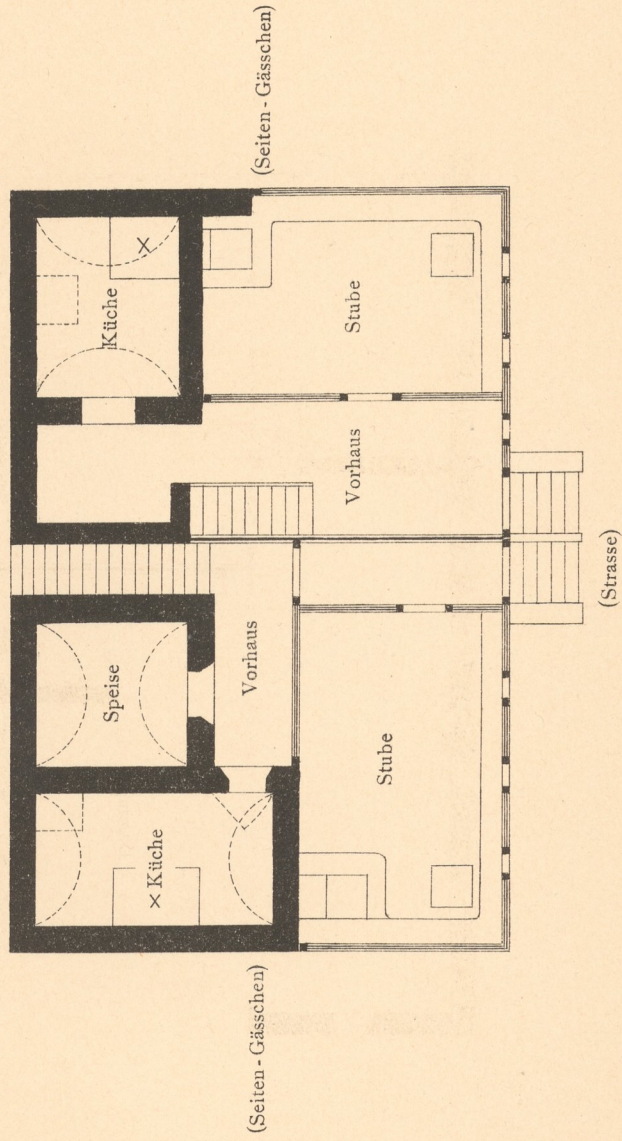 Speise
Küche
×
× Küche
(Seiten - Gässchen)
Vorhaus
(Seiten - Gässchen)
Vorhaus
Stube
Stube
(Strasse)